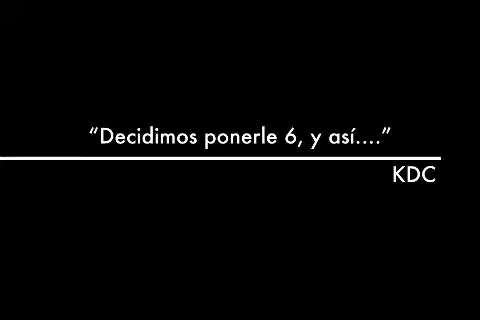 “Decidimos ponerle 6, y así....”
KDC